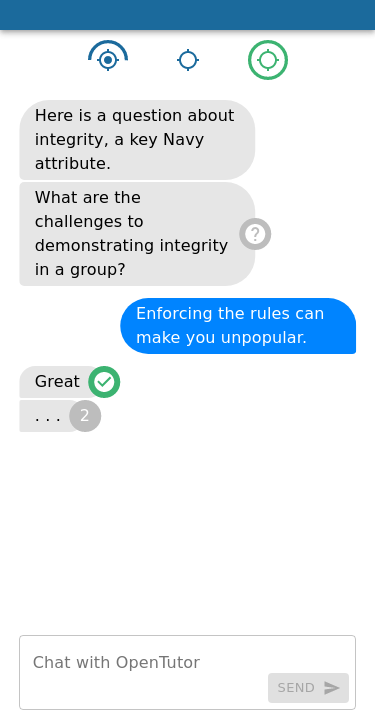 Here is a question about
integrity, a key Navy
attribute.
What are the
challenges to
demonstrating integrity
in a group?
?
Enforcing the rules can
make you unpopular.
Great
. . .
2
Chat with OpenTutor
SEND